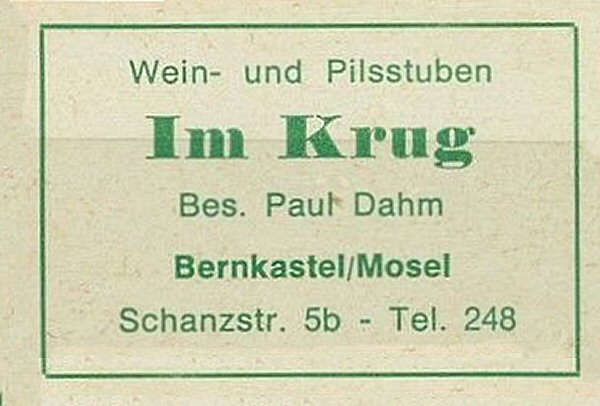 Wein- und Pilsstuben
Im Krug
Bes. Paul Dahm
Bernkastel/Mosel
Schanzstr. 5b - Tel. 248